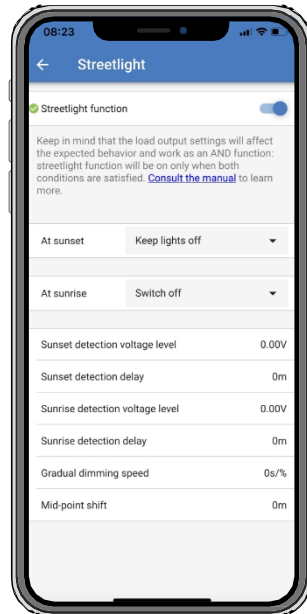 08:23
Streetlight
Streetlight function
Keep in mind that the load output settings will affect
the expected behavior and work as an AND function:
streetlight function will be on only when both
conditions are satisfied. Consult the manual to learn
more.
At sunset Keep lights off
At sunrise Switch off
Sunset detection voltage level 0.00V
Sunset detection delay 0m
Sunrise detection voltage level 0.00V
Sunrise detection delay 0m
Gradual dimming speed 0s/%
Mid-point shift 0m